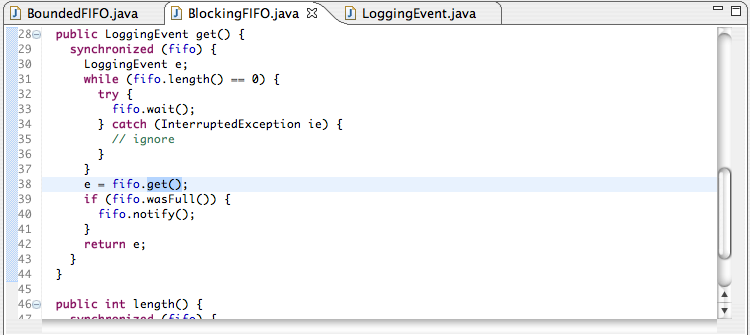 BoundedFIFO.java BlockingFIFO.java LoggingEvent.java
28 public LoggingEvent get() {
29 synchronized (fifo) {
30 LoggingEvent e;
31 while (fifo.length() == 0) {
32 try {
33 fifo.wait();
34 } catch (InterruptedException ie) {
35 // ignore
36 }
37 }
38 e = fifo.get();
39 if (fifo.wasFull()) {
40 fifo.notify();
41 }
42 return e;
43 }
44 }
45
46 public int length() {
47 synchronized (fifo) {